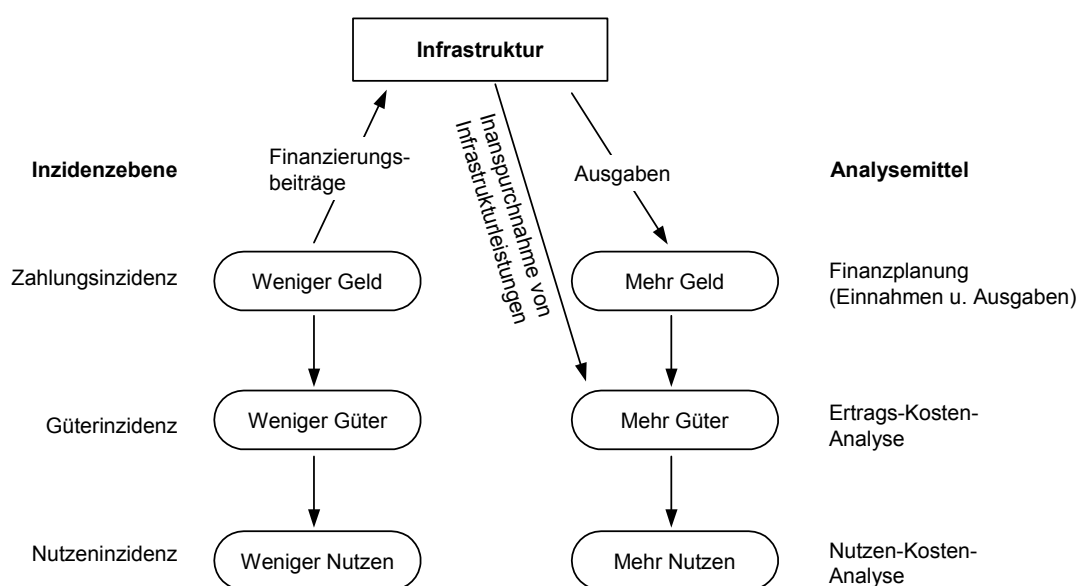 Infrastruktur
Inzidenzebene
Finanzierungs-
beiträge
Inanspurchnahme von
Infrastrukturleistungen
Ausgaben
Analysemittel
Zahlungsinzidenz
Weniger Geld
Mehr Geld
Finanzplanung
(Einnahmen u. Ausgaben)
Güterinzidenz
Weniger Güter
Mehr Güter
Ertrags-Kosten-
Analyse
Nutzeninzidenz
Weniger Nutzen
Mehr Nutzen
Nutzen-Kosten-
Analyse